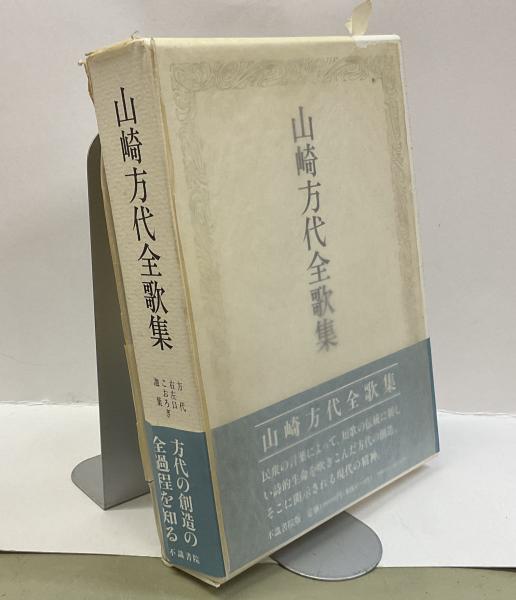 山崎方代全歌集
方代
右左口
こおろぎ
迦葉
方代の創造の
全過程を知る
不識書院
山崎方代全歌集
山崎方代全歌集
民衆の言葉によって、短歌の伝統に新し
い詩的生命を吹きこんだ方代の創造。
そこに開示される現代の精神。
不識書院版